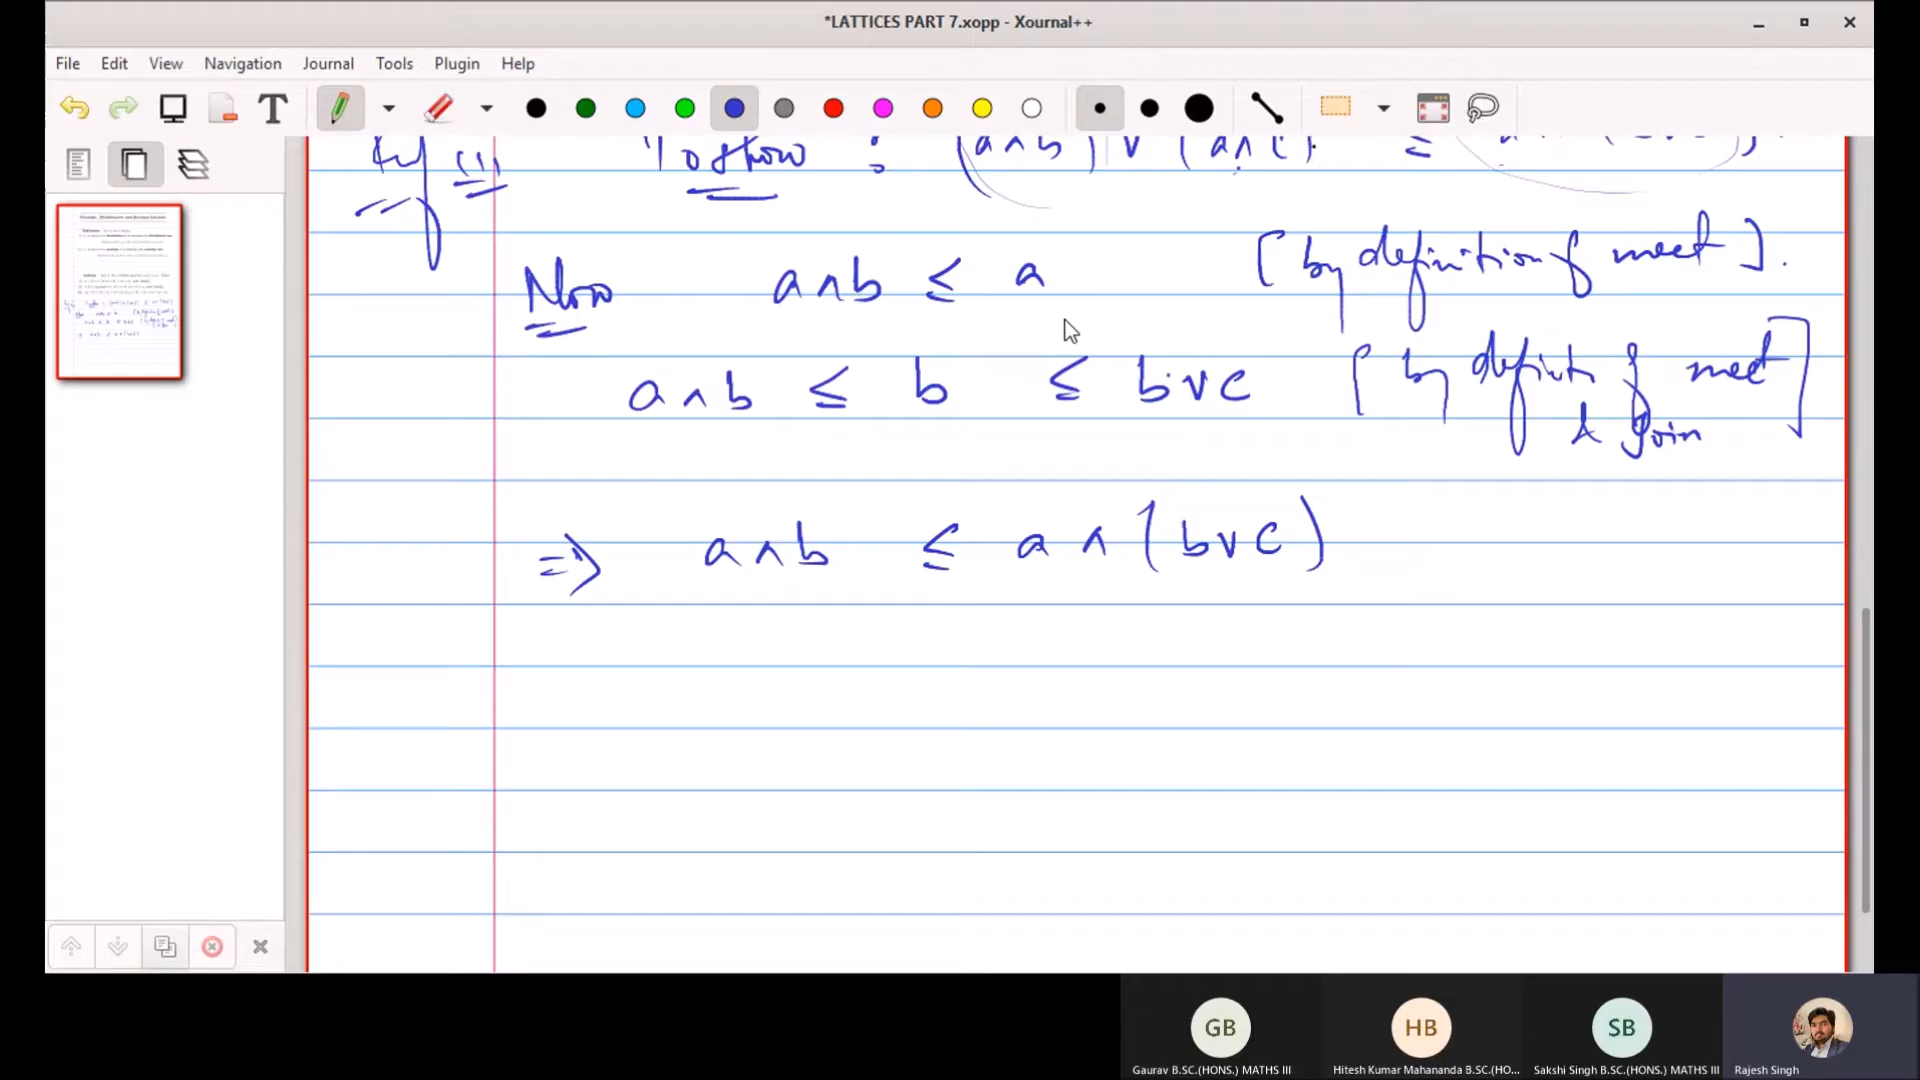 *LATTICES PART 7.xopp - Xournal++
File Edit View Navigation Journal Tools Plugin Help
(i) To show : (a∧b) ∨ (a∧c) ≤
Now a∧b ≤ a [by definition of meet].
a∧b ≤ b ≤ b∨c [by definitn of meet
& join]
⇒ a∧b ≤ a∧(b∨c)
GB HB SB
Gaurav B.SC.(HONS.) MATHS III Hitesh Kumar Mahananda B.SC.(HO... Sakshi Singh B.SC.(HONS.) MATHS III Rajesh Singh